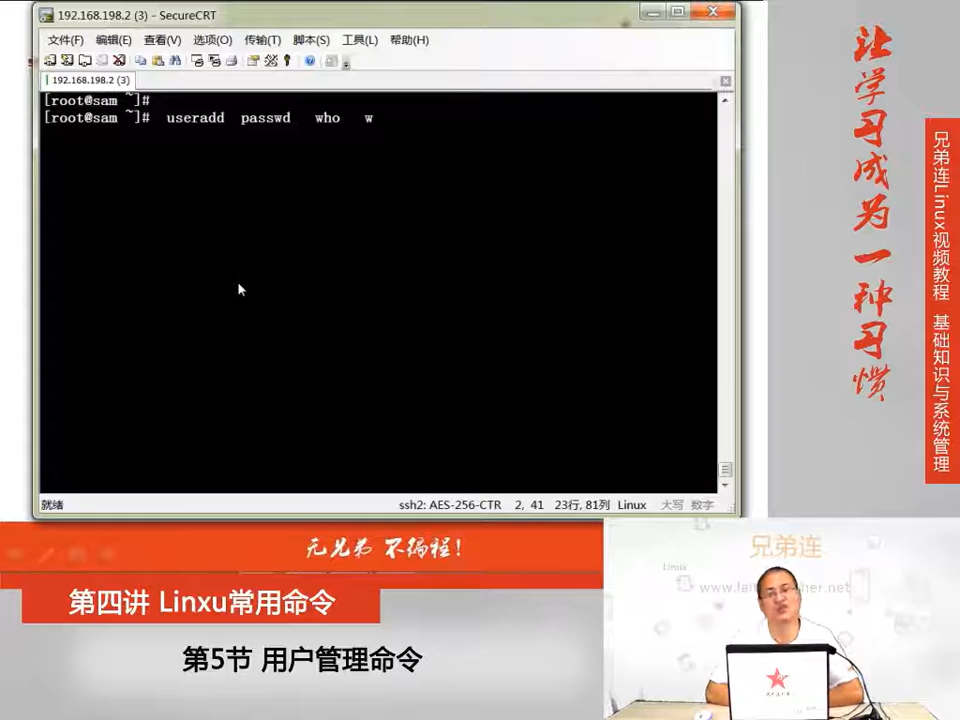 192.168.198.2 (3) - SecureCRT
文件(F) 编辑(E) 查看(V) 选项(O) 传输(T) 脚本(S) 工具(L) 帮助(H)
192.168.198.2 (3)
[root@sam ~]#
[root@sam ~]# useradd passwd who w
就绪 ssh2: AES-256-CTR 2, 41 23行, 81列 Linux 大写 数字
让学习成为一种习惯
兄弟连Linux视频教程 基础知识与系统管理
无兄弟 不编程!
第四讲 Linxu常用命令
第5节 用户管理命令
兄弟连
Linux